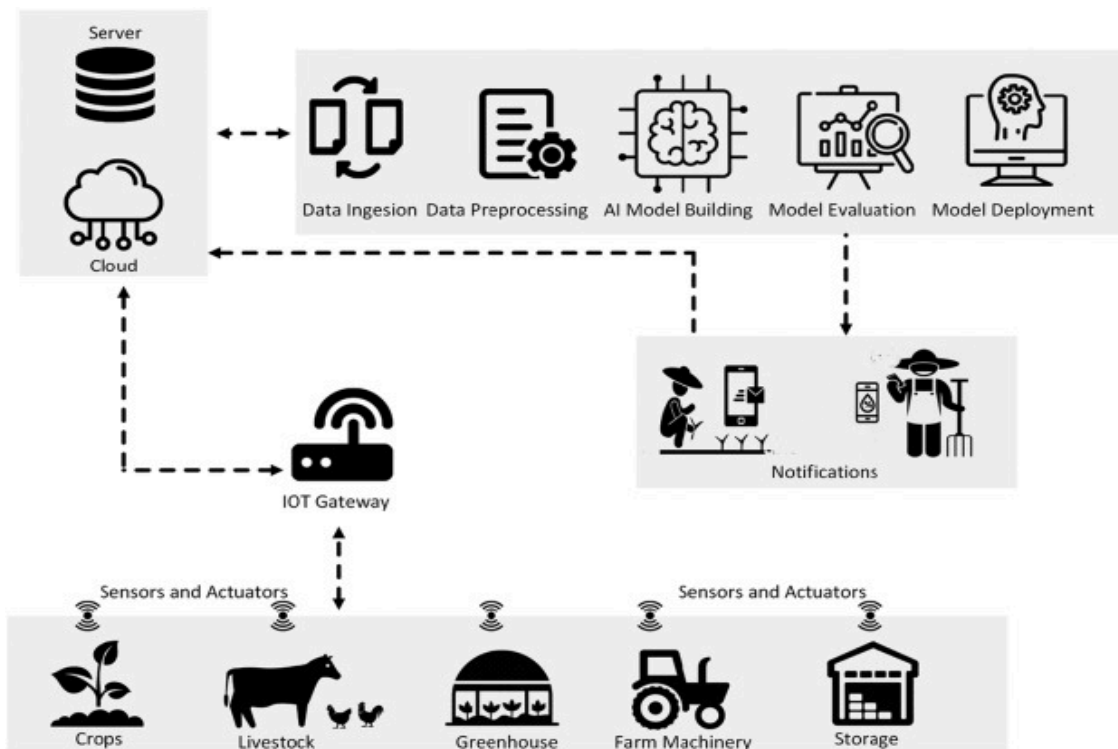 Server
Cloud
Data Ingesion
Data Preprocessing
AI Model Building
Model Evaluation
Model Deployment
Notifications
IOT Gateway
Sensors and Actuators
Sensors and Actuators
Crops
Livestock
Greenhouse
Farm Machinery
Storage